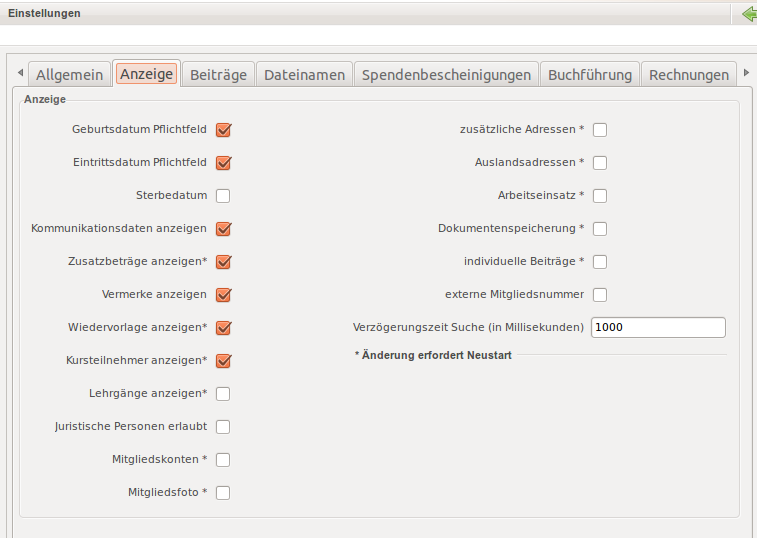 Einstellungen
Allgemein Anzeige Beiträge Dateinamen Spendenbescheinigungen Buchführung Rechnungen
Anzeige
Geburtsdatum Pflichtfeld
Eintrittsdatum Pflichtfeld
Sterbedatum
Kommunikationsdaten anzeigen
Zusatzbeträge anzeigen*
Vermerke anzeigen
Wiedervorlage anzeigen*
Kursteilnehmer anzeigen*
Lehrgänge anzeigen*
Juristische Personen erlaubt
Mitgliedskonten *
Mitgliedsfoto *
zusätzliche Adressen *
Auslandsadressen *
Arbeitseinsatz *
Dokumentenspeicherung *
individuelle Beiträge *
externe Mitgliedsnummer
Verzögerungszeit Suche (in Millisekunden) 1000
* Änderung erfordert Neustart